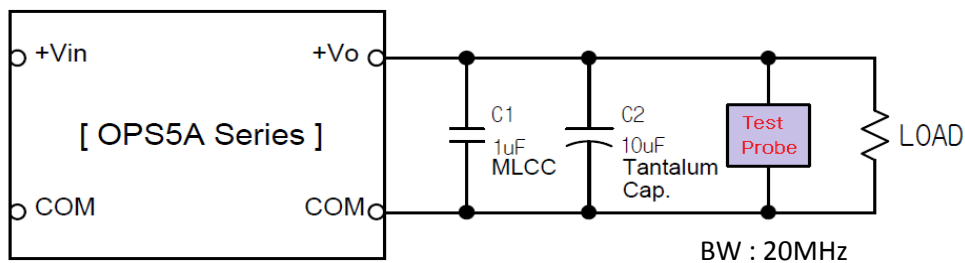 +Vin
+Vo
[ OPS5A Series ]
COM
COM
C1
1uF
MLCC
C2
10uF
Tantalum
Cap.
Test
Probe
LOAD
BW : 20MHz